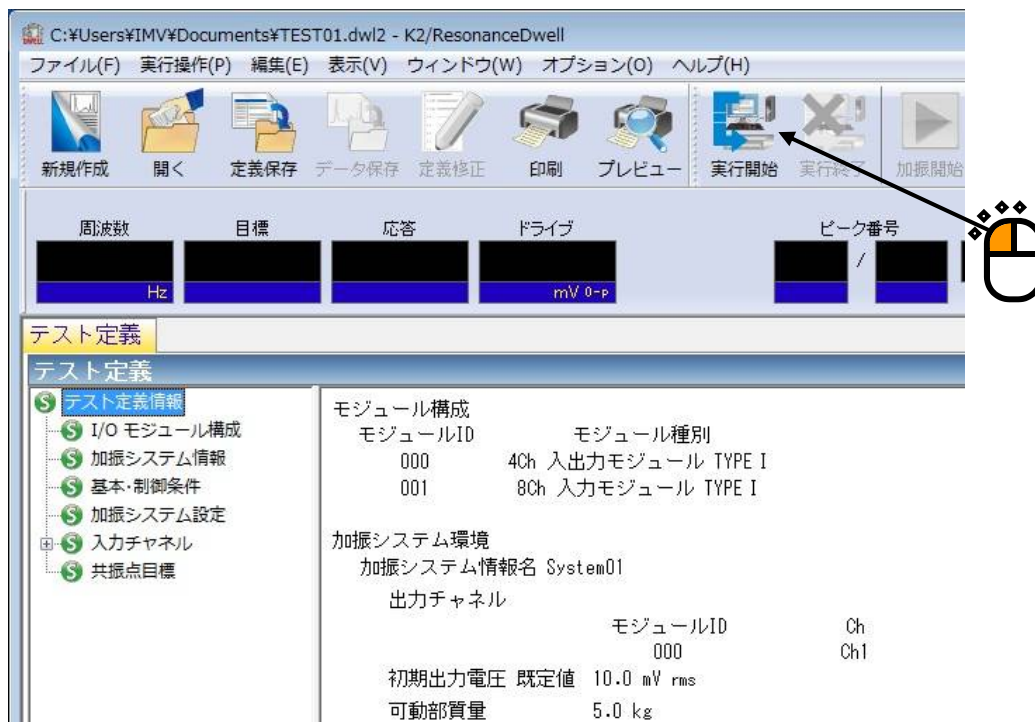 C:¥Users¥IMV¥Documents¥TEST01.dwl2 - K2/ResonanceDwell
ファイル(F) 実行操作(P) 編集(E) 表示(V) ウィンドウ(W) オプション(O) ヘルプ(H)
新規作成 開く 定義保存 データ保存 定義修正 印刷 プレビュー 実行開始 実行終了 加振開始
周波数 目標 応答 ドライブ ピーク番号
/
Hz mV 0-P
テスト定義
テスト定義
テスト定義情報
I/O モジュール構成
加振システム情報
基本・制御条件
加振システム設定
入力チャネル
共振点目標
モジュール構成
モジュールID モジュール種別
000 4Ch 入出力モジュール TYPE I
001 8Ch 入力モジュール TYPE I
加振システム環境
加振システム情報名 System01
出力チャネル
モジュールID Ch
000 Ch1
初期出力電圧 既定値 10.0 mV rms
可動部質量 5.0 kg